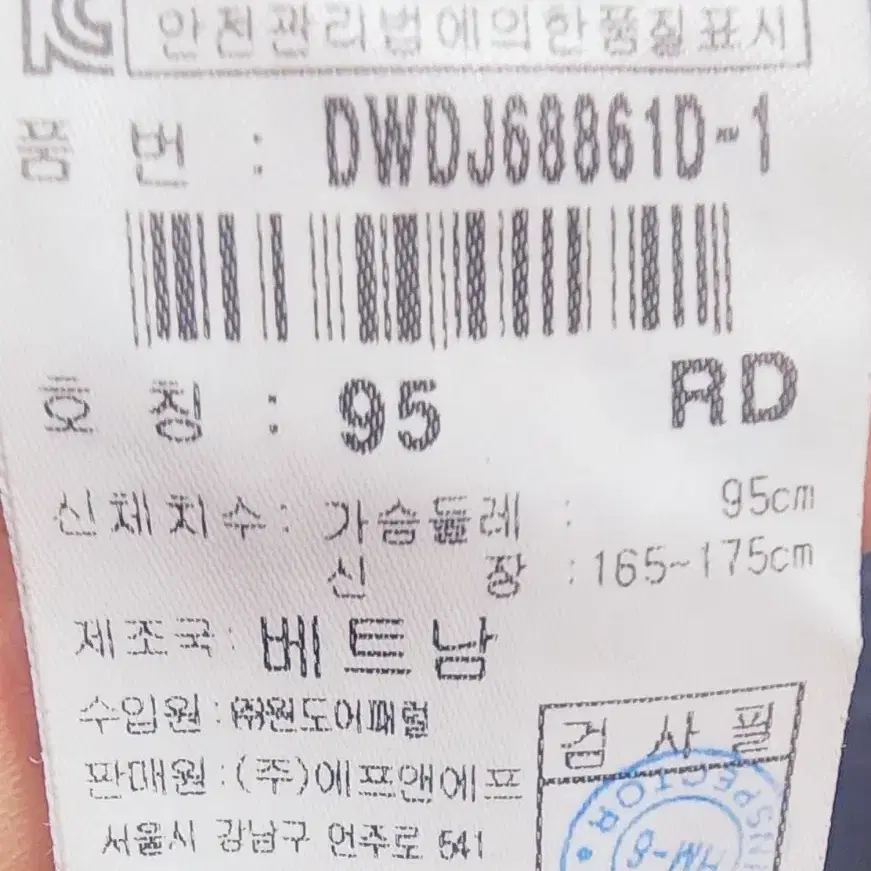 안전관리법에의한품질표시
품 번 : DWDJ68861D-1
호 칭 : 95 RD
신체치수: 가슴둘레 : 95cm
신 장 : 165~175cm
제조국: 베트남
수입원 : ㈜원도어패럴
판매원 : (주)에프앤에프
서울시 강남구 언주로 541
검 사 필
INSPECTOR